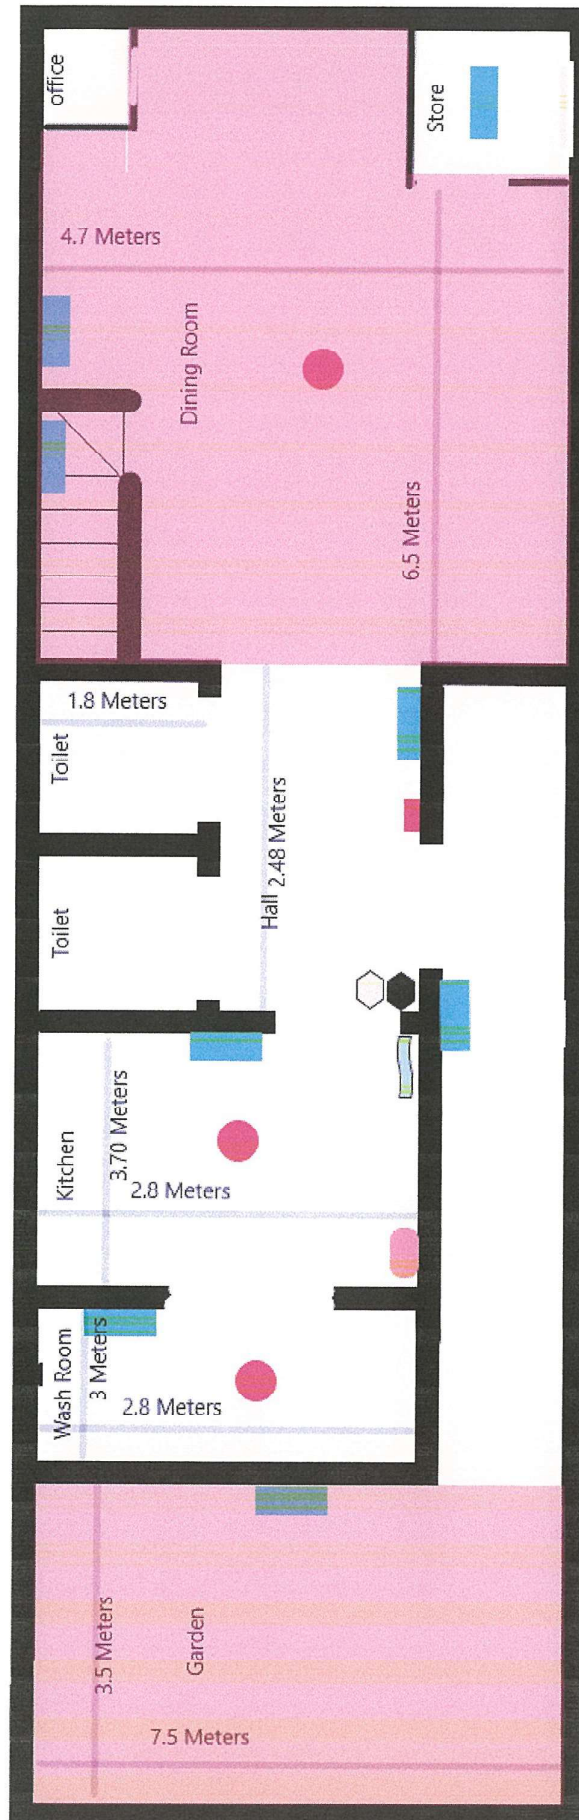 office
Store
4.7 Meters
Dining Room
6.5 Meters
1.8 Meters
Toilet
Hall 2.48 Meters
Toilet
Kitchen
3.70 Meters
2.8 Meters
Wash Room
3 Meters
2.8 Meters
3.5 Meters
Garden
7.5 Meters